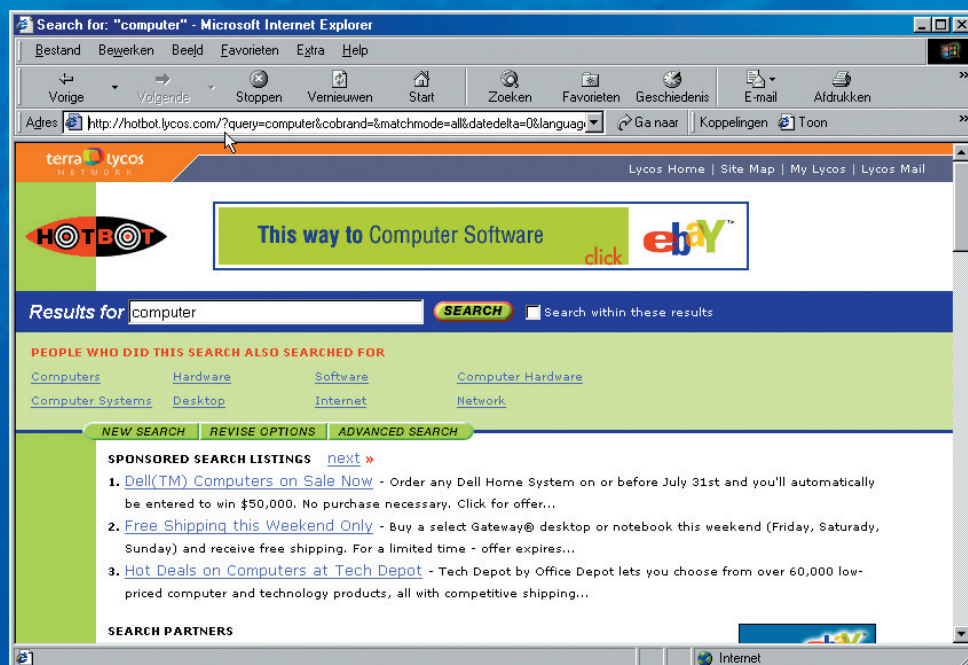 Search for: "computer" - Microsoft Internet Explorer
Bestand Bewerken Beeld Favorieten Extra Help
Vorige Volgende Stoppen Vernieuwen Start Zoeken Favorieten Geschiedenis E-mail Afdrukken
Adres http://hotbot.lycos.com/?query=computer&cobrand=&matchmode=all&datedelta=0&languag Ga naar Koppelingen Toon
terra lycos
NETWORK
Lycos Home | Site Map | My Lycos | Lycos Mail
HOTBOT
This way to Computer Software
click
ebay™
Results for computer SEARCH Search within these results
PEOPLE WHO DID THIS SEARCH ALSO SEARCHED FOR
Computers Hardware Software Computer Hardware
Computer Systems Desktop Internet Network
NEW SEARCH REVISE OPTIONS ADVANCED SEARCH
SPONSORED SEARCH LISTINGS next »
1. Dell(TM) Computers on Sale Now - Order any Dell Home System on or before July 31st and you'll automatically
be entered to win $50,000. No purchase necessary. Click for offer...
2. Free Shipping this Weekend Only - Buy a select Gateway® desktop or notebook this weekend (Friday, Saturady,
Sunday) and receive free shipping. For a limited time - offer expires...
3. Hot Deals on Computers at Tech Depot - Tech Depot by Office Depot lets you choose from over 60,000 low-
priced computer and technology products, all with competitive shipping...
SEARCH PARTNERS
ebay
Internet